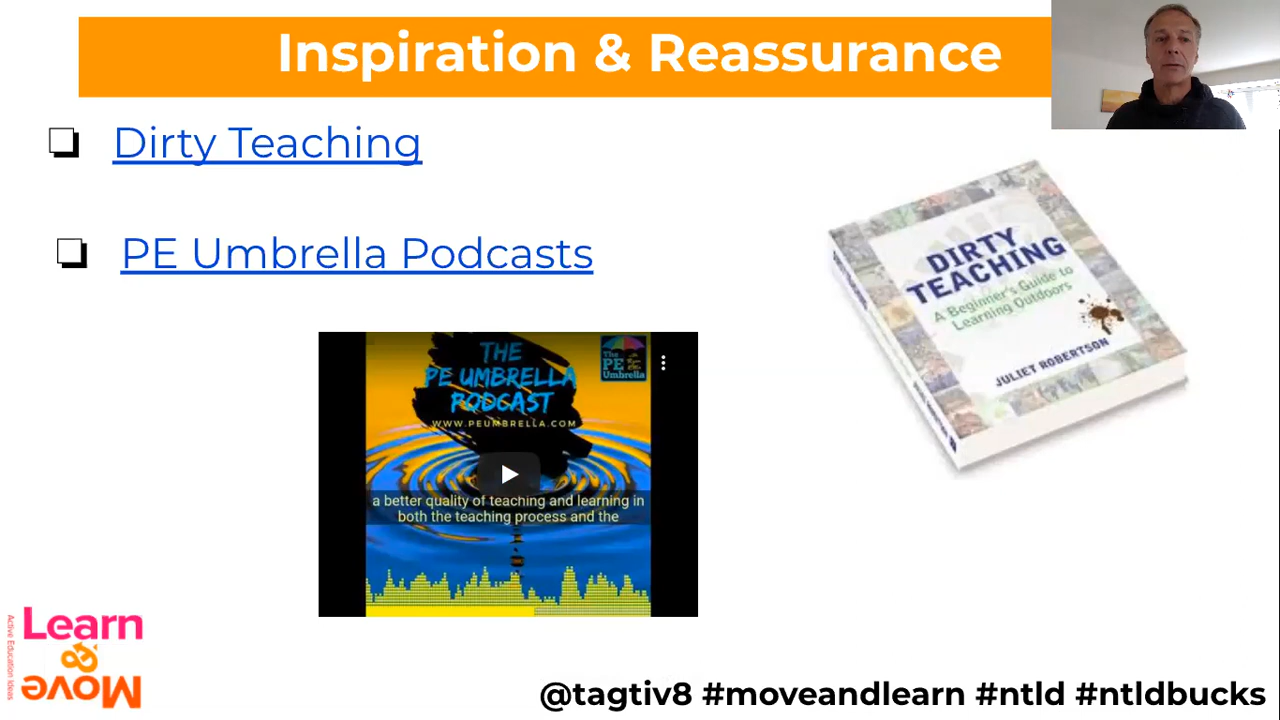 Inspiration & Reassurance
❏ Dirty Teaching
❏ PE Umbrella Podcasts
DIRTY
TEACHING
A Beginner's Guide to
Learning Outdoors
JULIET ROBERTSON
THE
PE UMBRELLA
PODCAST
WWW.PEUMBRELLA.COM
The
PE
Umbrella
a better quality of teaching and learning in
both the teaching process and the
Learn
&
Move
Active Education Ideas
@tagtiv8 #moveandlearn #ntld #ntldbucks